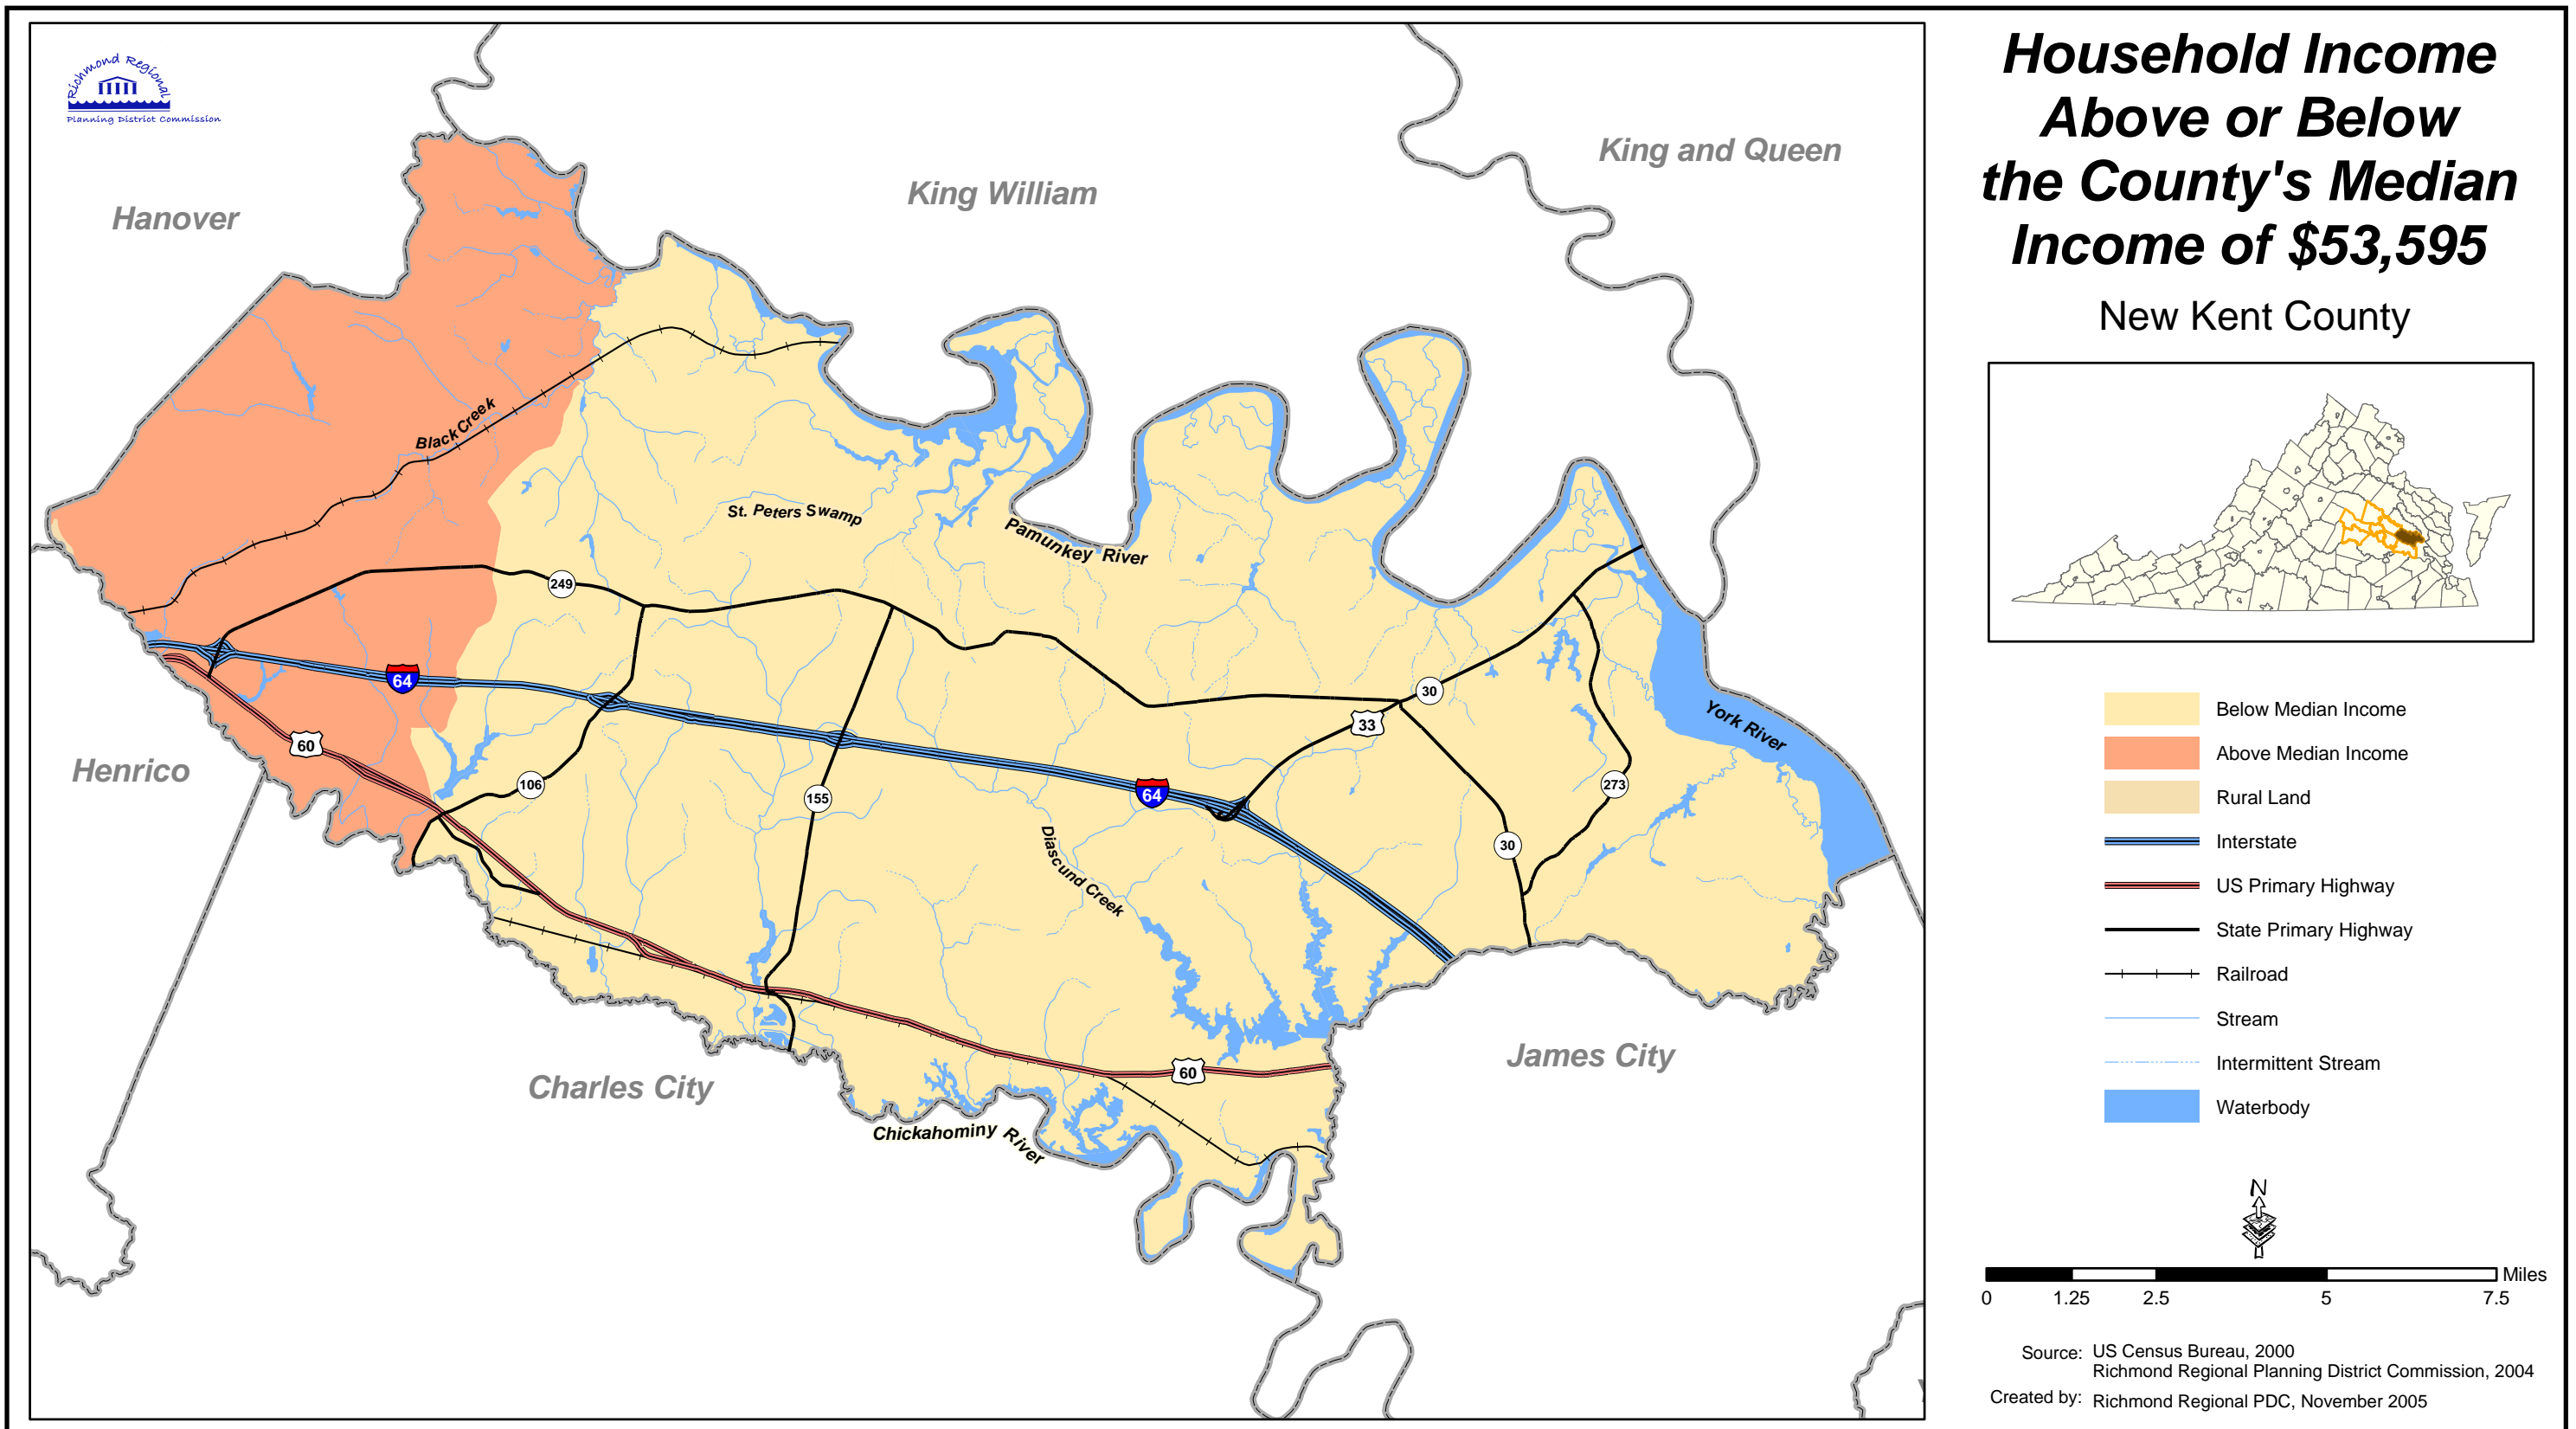 Richmond Regional
Planning District Commission
Household Income
Above or Below
the County's Median
Income of $53,595
New Kent County
Hanover
King William
King and Queen
Henrico
Charles City
James City
BlackCreek
St. Peters Swamp
Pamunkey River
York River
Diascund Creek
Chickahominy River
249
64
60
106
155
64
33
30
273
30
60
Below Median Income
Above Median Income
Rural Land
Interstate
US Primary Highway
State Primary Highway
Railroad
Stream
Intermittent Stream
Waterbody
N
Miles
0 1.25 2.5 5 7.5
Source: US Census Bureau, 2000
Richmond Regional Planning District Commission, 2004
Created by: Richmond Regional PDC, November 2005